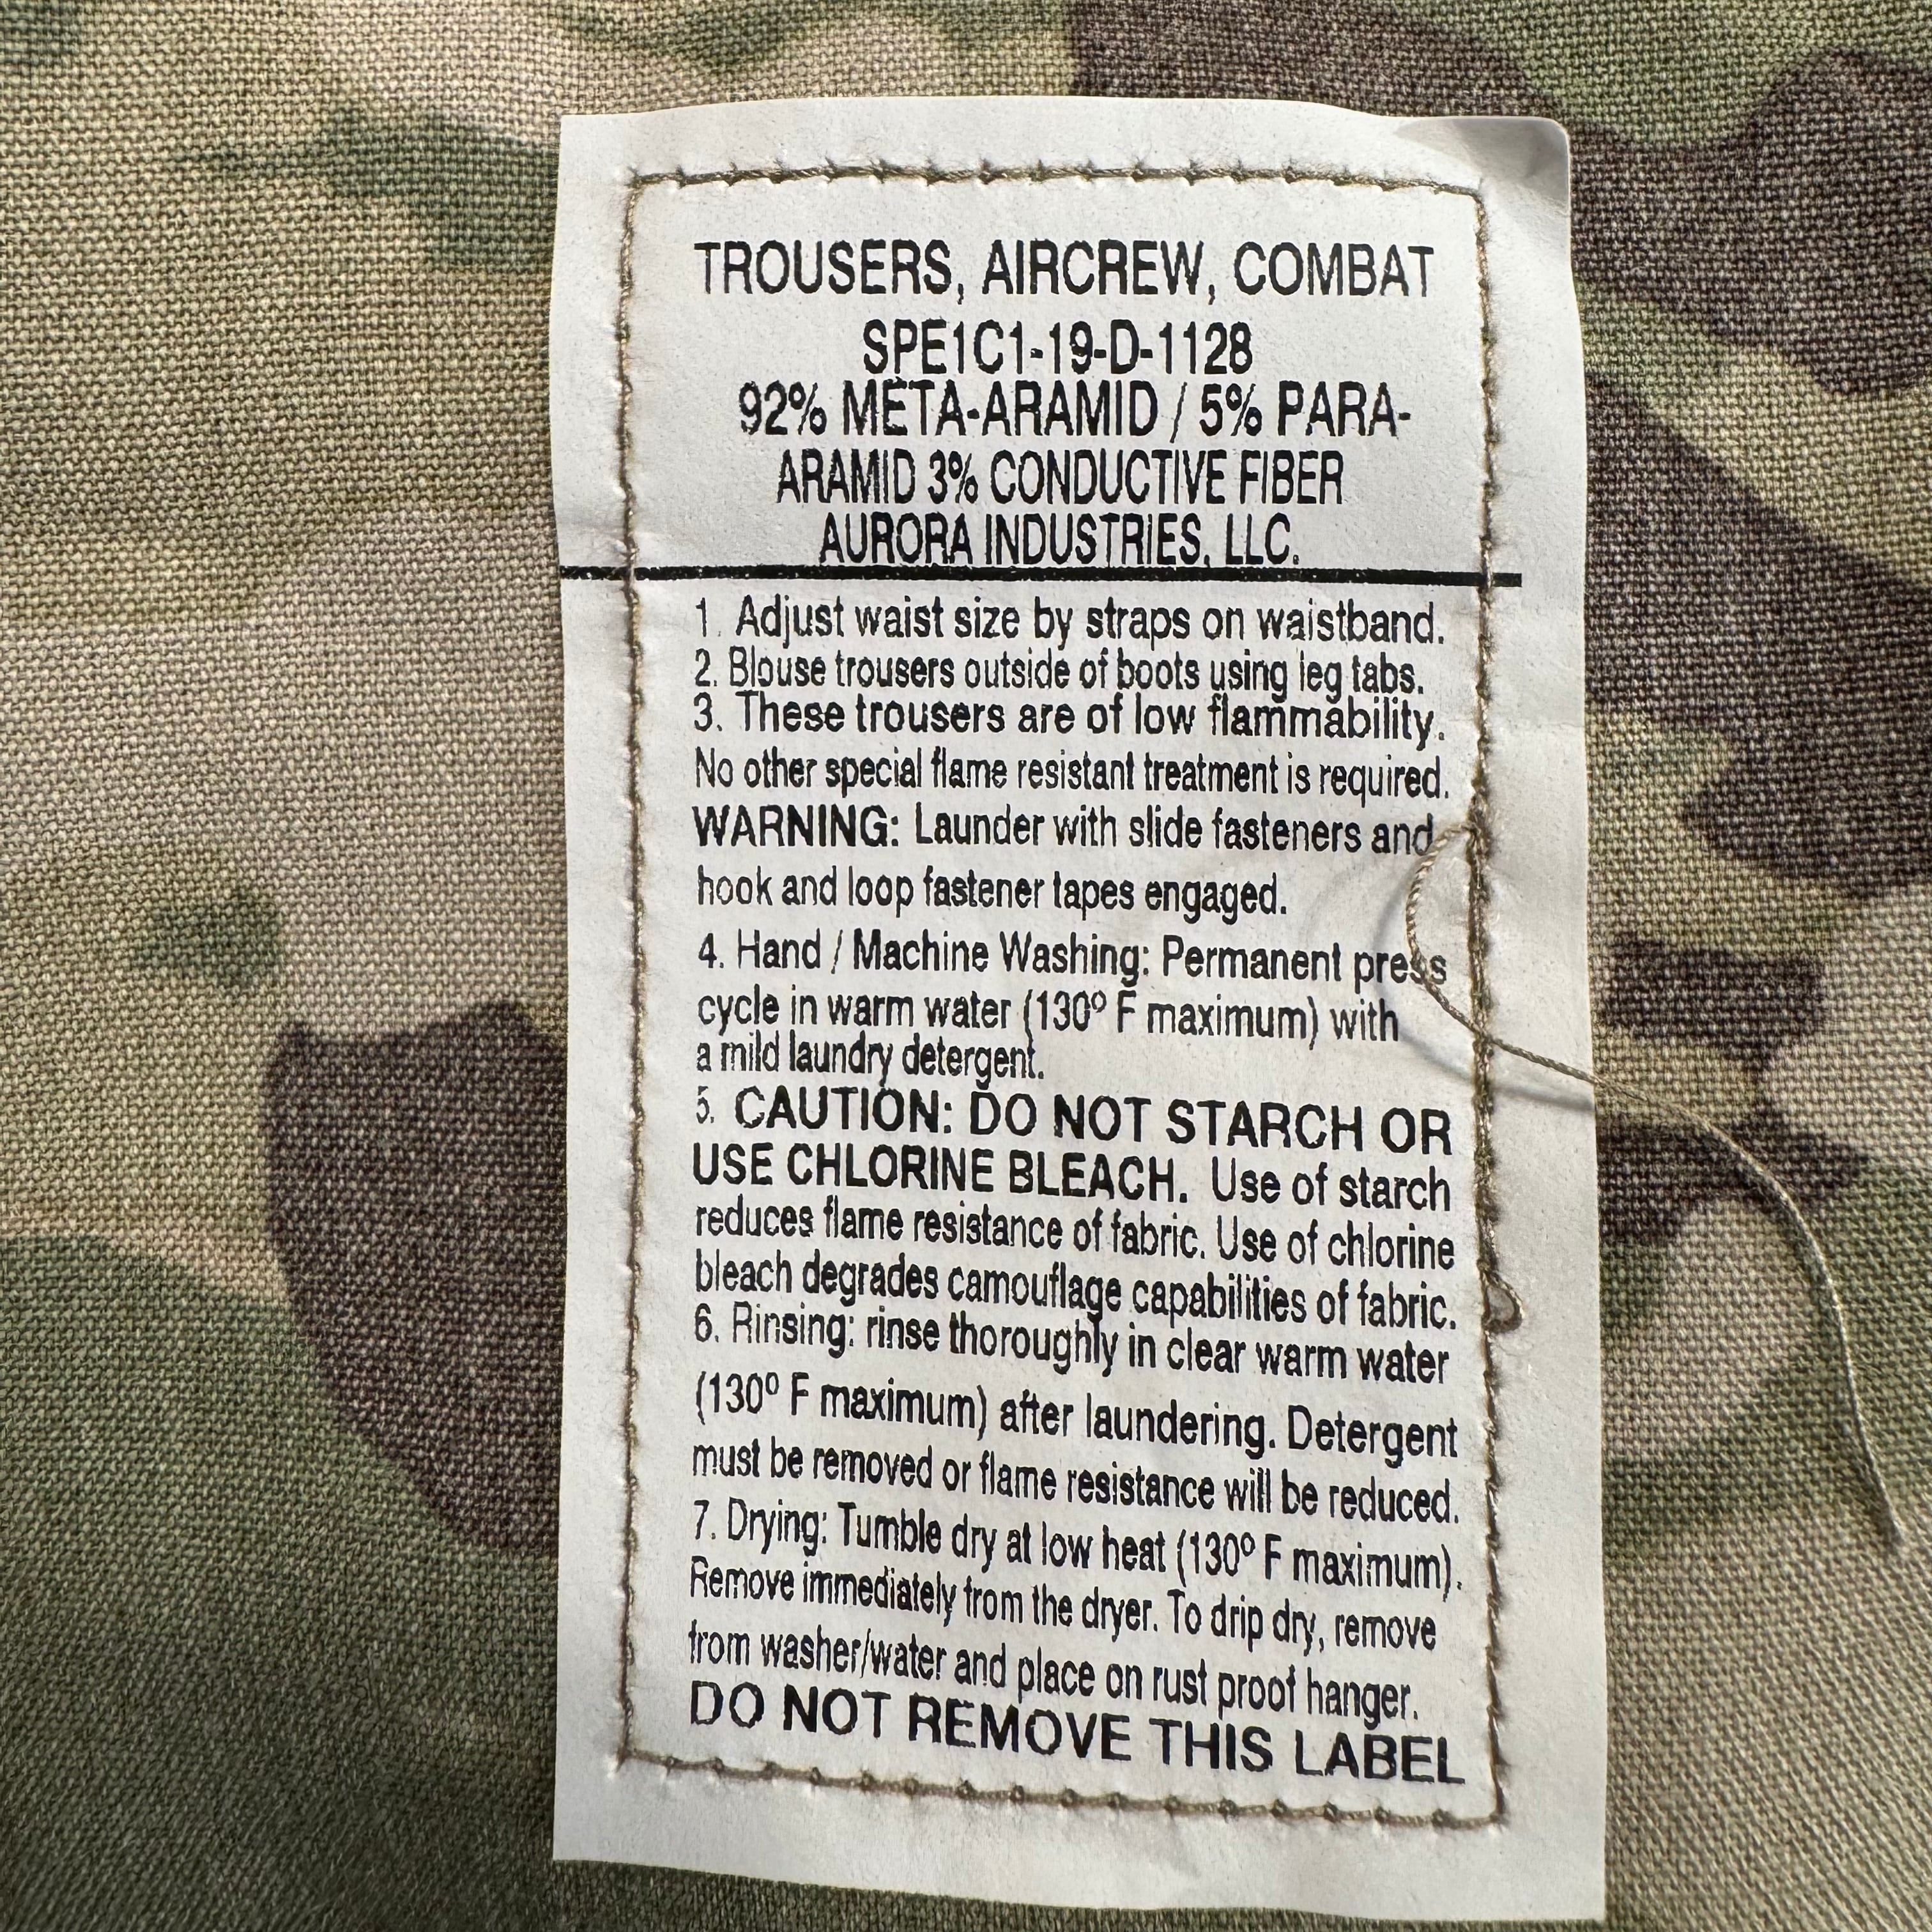 TROUSERS, AIRCREW, COMBAT
SPE1C1-19-D-1128
92% META-ARAMID / 5% PARA-
ARAMID 3% CONDUCTIVE FIBER
AURORA INDUSTRIES, LLC.
1. Adjust waist size by straps on waistband.
2. Blouse trousers outside of boots using leg tabs.
3. These trousers are of low flammability.
No other special flame resistant treatment is required.
WARNING: Launder with slide fasteners and
hook and loop fastener tapes engaged.
4. Hand / Machine Washing: Permanent press
cycle in warm water (130º F maximum) with
a mild laundry detergent.
5. CAUTION: DO NOT STARCH OR
USE CHLORINE BLEACH. Use of starch
reduces flame resistance of fabric. Use of chlorine
bleach degrades camouflage capabilities of fabric.
6. Rinsing: rinse thoroughly in clear warm water
(130º F maximum) after laundering. Detergent
must be removed or flame resistance will be reduced.
7. Drying: Tumble dry at low heat (130º F maximum).
Remove immediately from the dryer. To drip dry, remove
from washer/water and place on rust proof hanger.
DO NOT REMOVE THIS LABEL